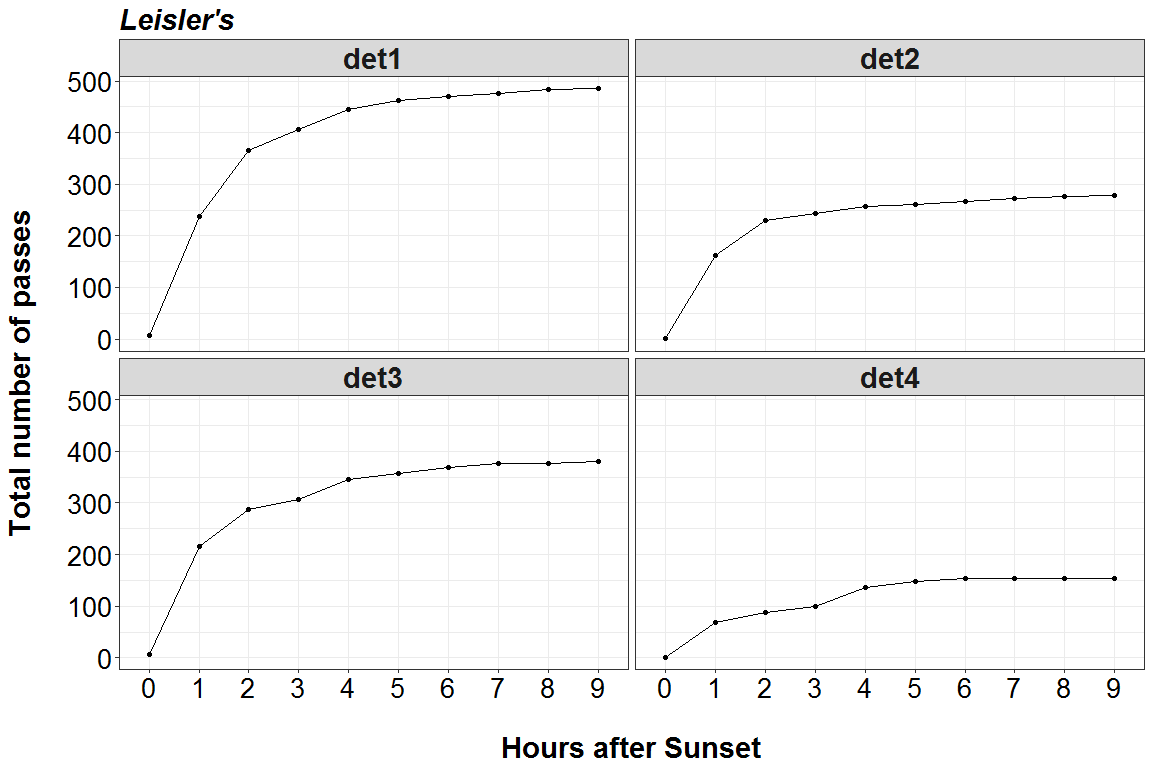 Leisler's
det1
det2
500
400
300
200
100
0
det3
det4
500
400
300
200
100
0
0 1 2 3 4 5 6 7 8 9
0 1 2 3 4 5 6 7 8 9
Total number of passes
Hours after Sunset